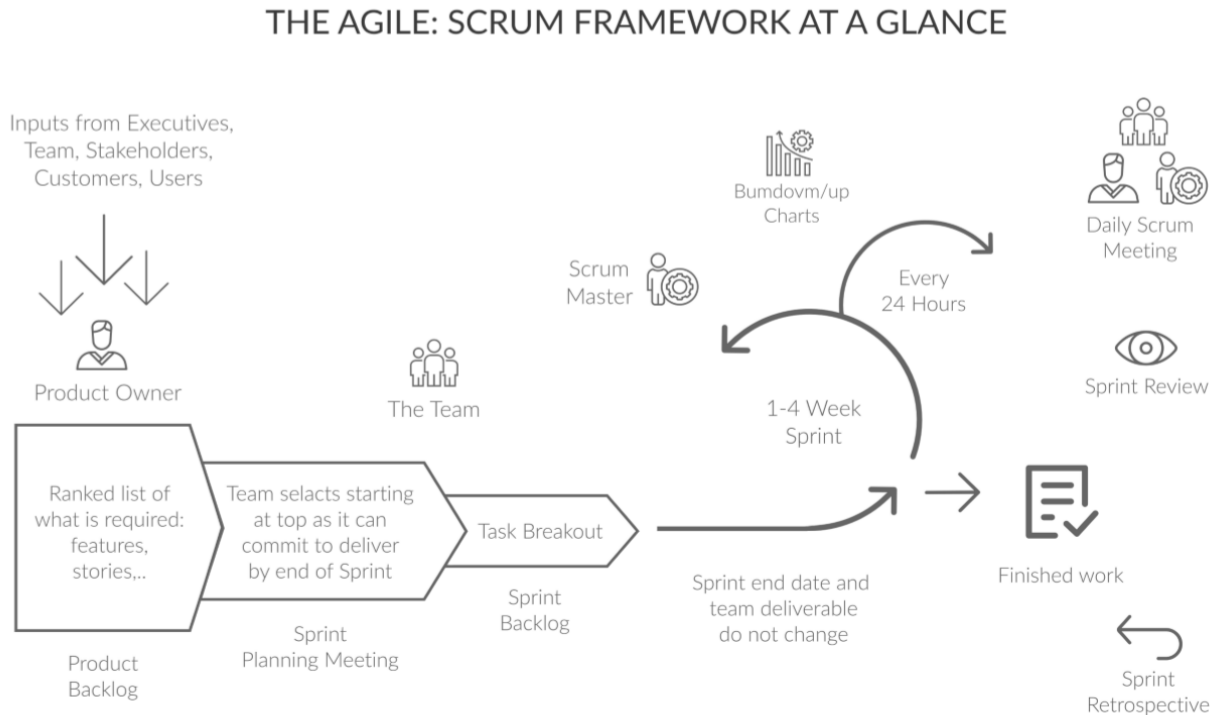 THE AGILE: SCRUM FRAMEWORK AT A GLANCE
Inputs from Executives,
Team, Stakeholders,
Customers, Users
Product Owner
Ranked list of
what is required:
features,
stories,..
Product
Backlog
The Team
Team selacts starting
at top as it can
commit to deliver
by end of Sprint
Sprint
Planning Meeting
Task Breakout
Sprint
Backlog
Scrum
Master
Bumdovm/up
Charts
Every
24 Hours
1-4 Week
Sprint
Sprint end date and
team deliverable
do not change
Daily Scrum
Meeting
Sprint Review
Finished work
Sprint
Retrospective